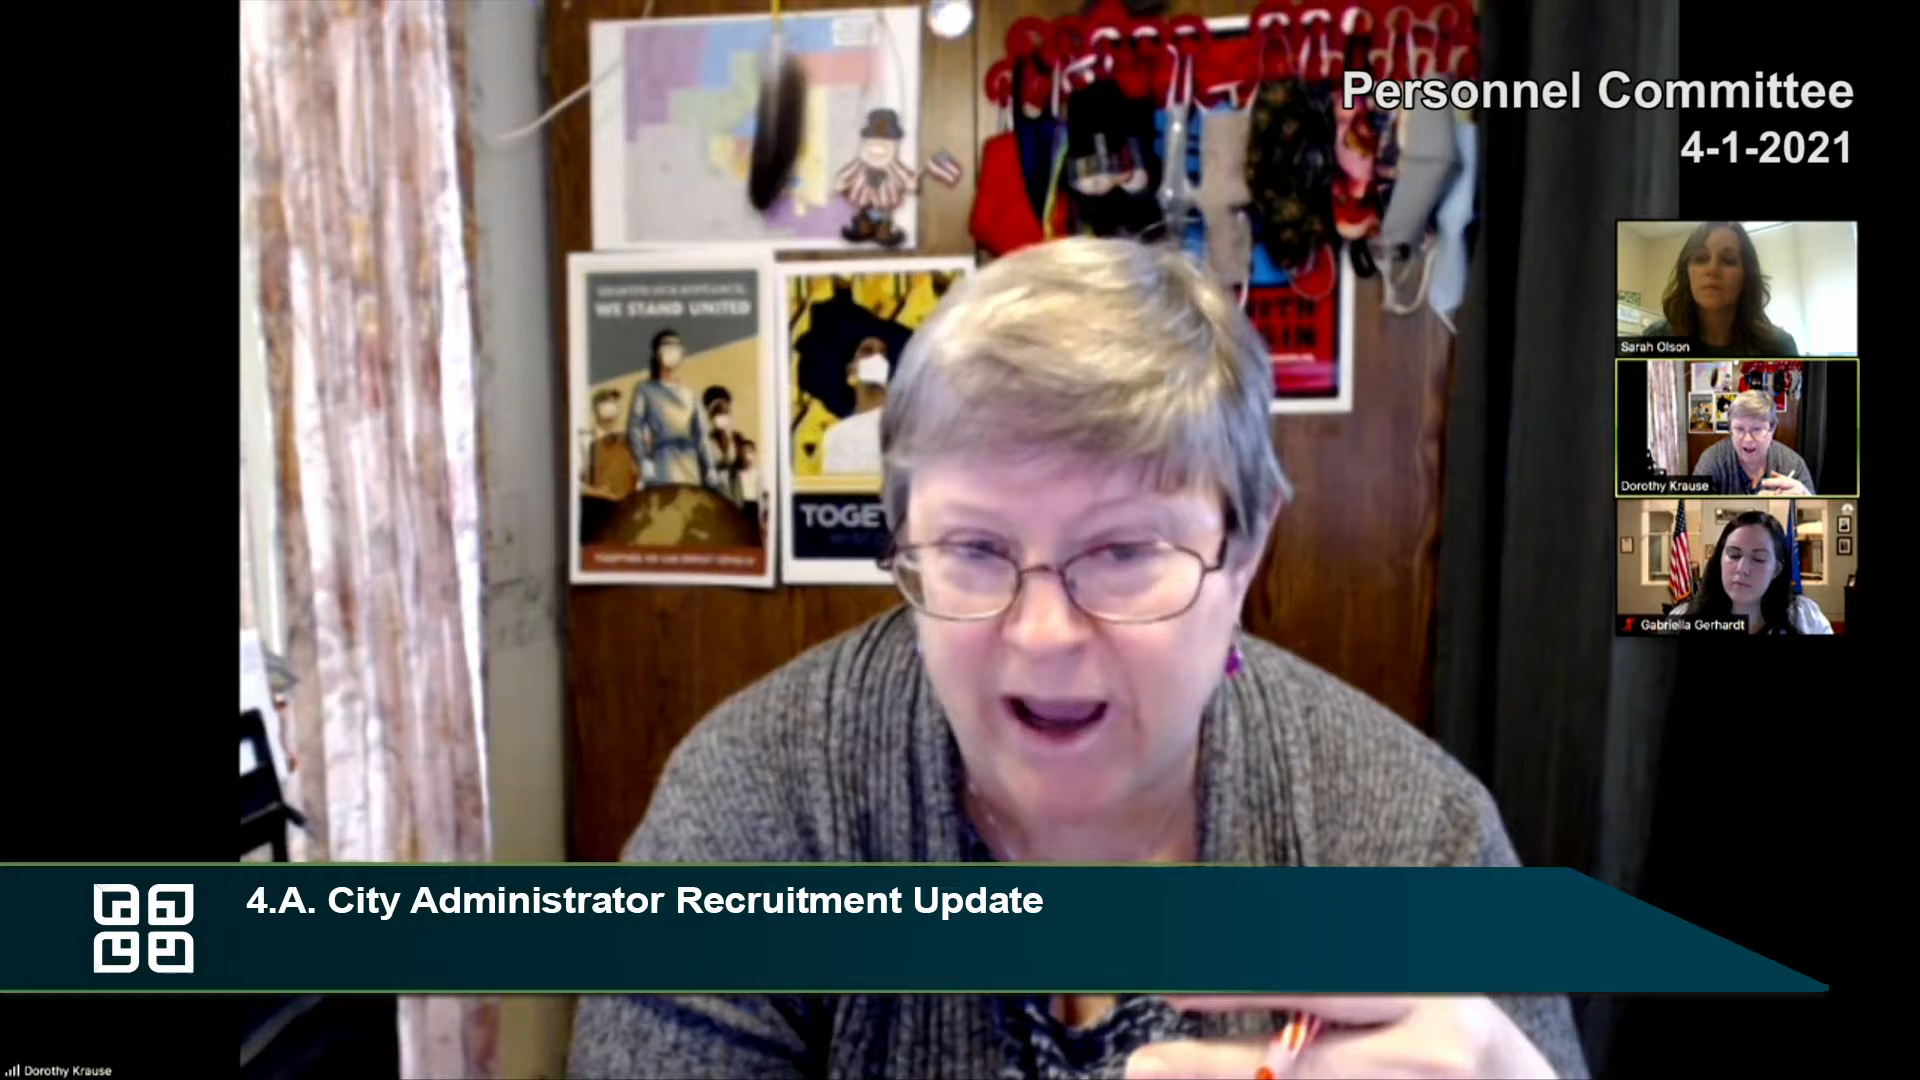 Personnel Committee
4-1-2021
WE STAND UNITED
TOGE
Sarah Olson
Dorothy Krause
Gabriella Gerhardt
4.A. City Administrator Recruitment Update
Dorothy Krause